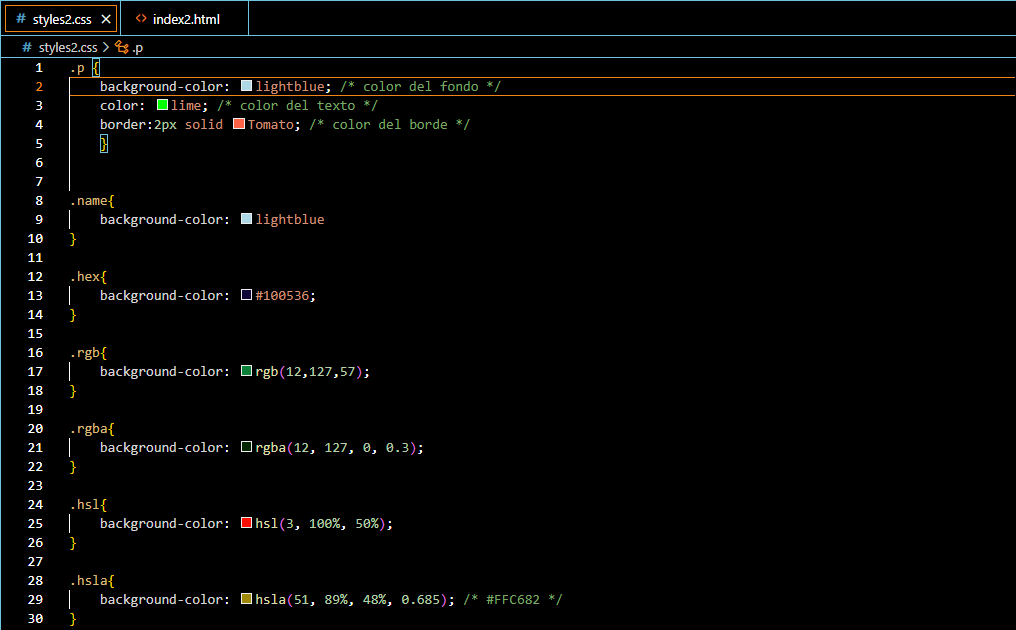 # styles2.css × <> index2.html
# styles2.css > .p
1 .p {
2 background-color: lightblue; /* color del fondo */
3 color: lime; /* color del texto */
4 border:2px solid Tomato; /* color del borde */
5 }
6
7
8 .name{
9 background-color: lightblue
10 }
11
12 .hex{
13 background-color: #100536;
14 }
15
16 .rgb{
17 background-color: rgb(12,127,57);
18 }
19
20 .rgba{
21 background-color: rgba(12, 127, 0, 0.3);
22 }
23
24 .hsl{
25 background-color: hsl(3, 100%, 50%);
26 }
27
28 .hsla{
29 background-color: hsla(51, 89%, 48%, 0.685); /* #FFC682 */
30 }